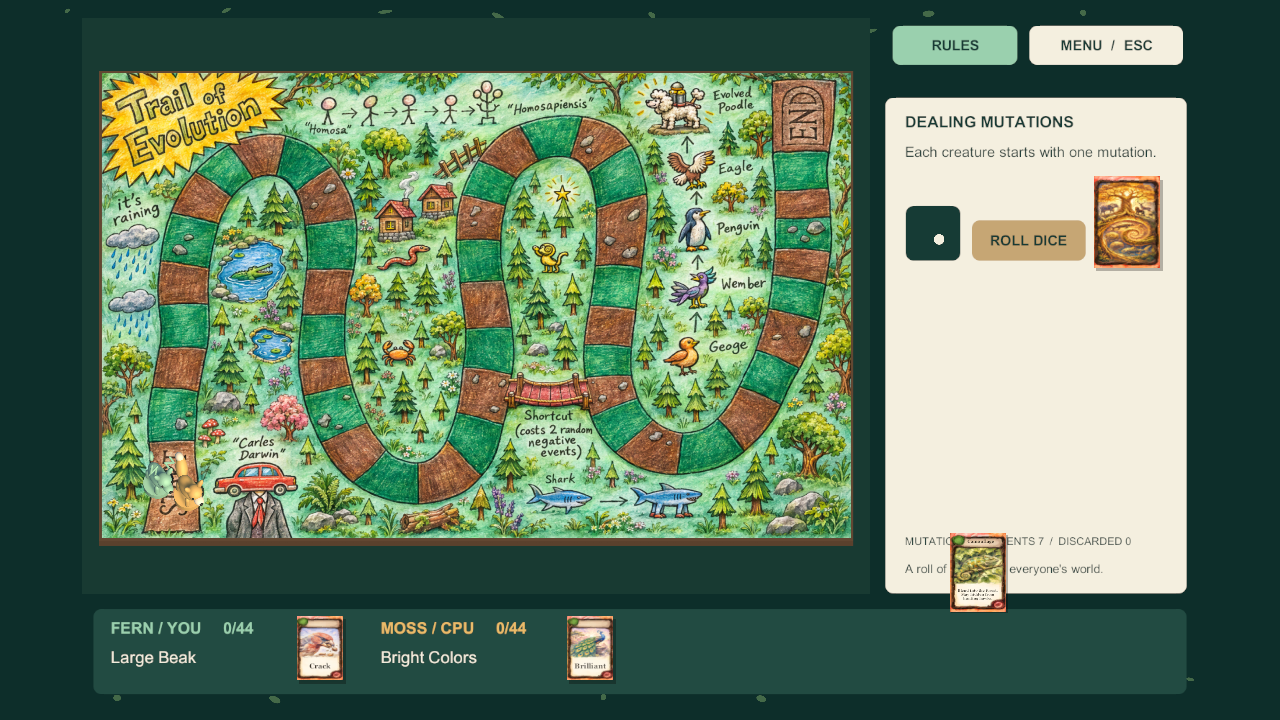 RULES
MENU / ESC
Trail of
Evolution
"Homosa"
"Homosapiensis"
Evolved
Poodle
END
it's
raining
Eagle
Penguin
Wember
Geoge
Shortcut
(costs 2 random
negative
events)
"Carles
Darwin"
Shark
DEALING MUTATIONS
Each creature starts with one mutation.
ROLL DICE
ENTS 7 / DISCARDED 0
A roll of
everyone's world.
FERN / YOU 0/44
Large Beak
Crack
MOSS / CPU 0/44
Bright Colors
Brilliant